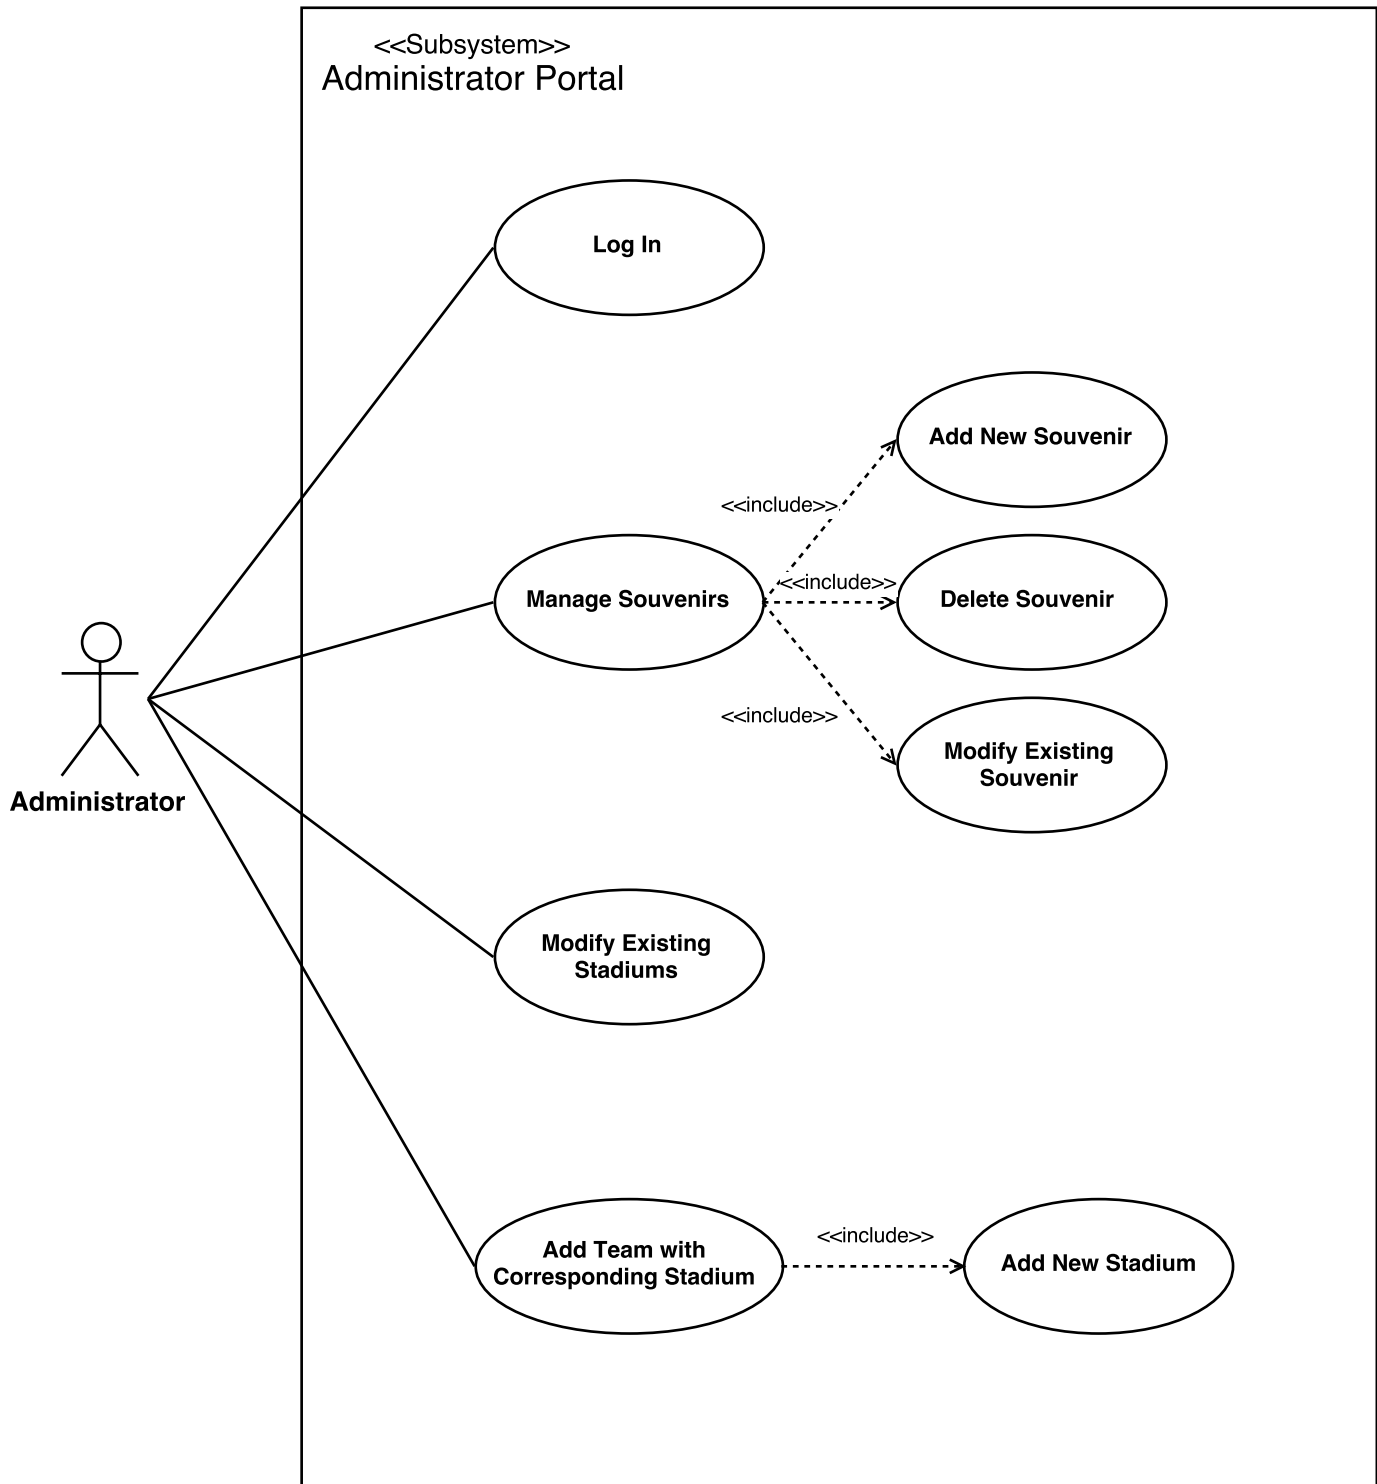 <<Subsystem>>
Administrator Portal
Log In
Add New Souvenir
<<include>>
<<include>>
Manage Souvenirs
Delete Souvenir
<<include>>
Modify Existing
Souvenir
Administrator
Modify Existing
Stadiums
Add Team with
Corresponding Stadium
<<include>>
Add New Stadium